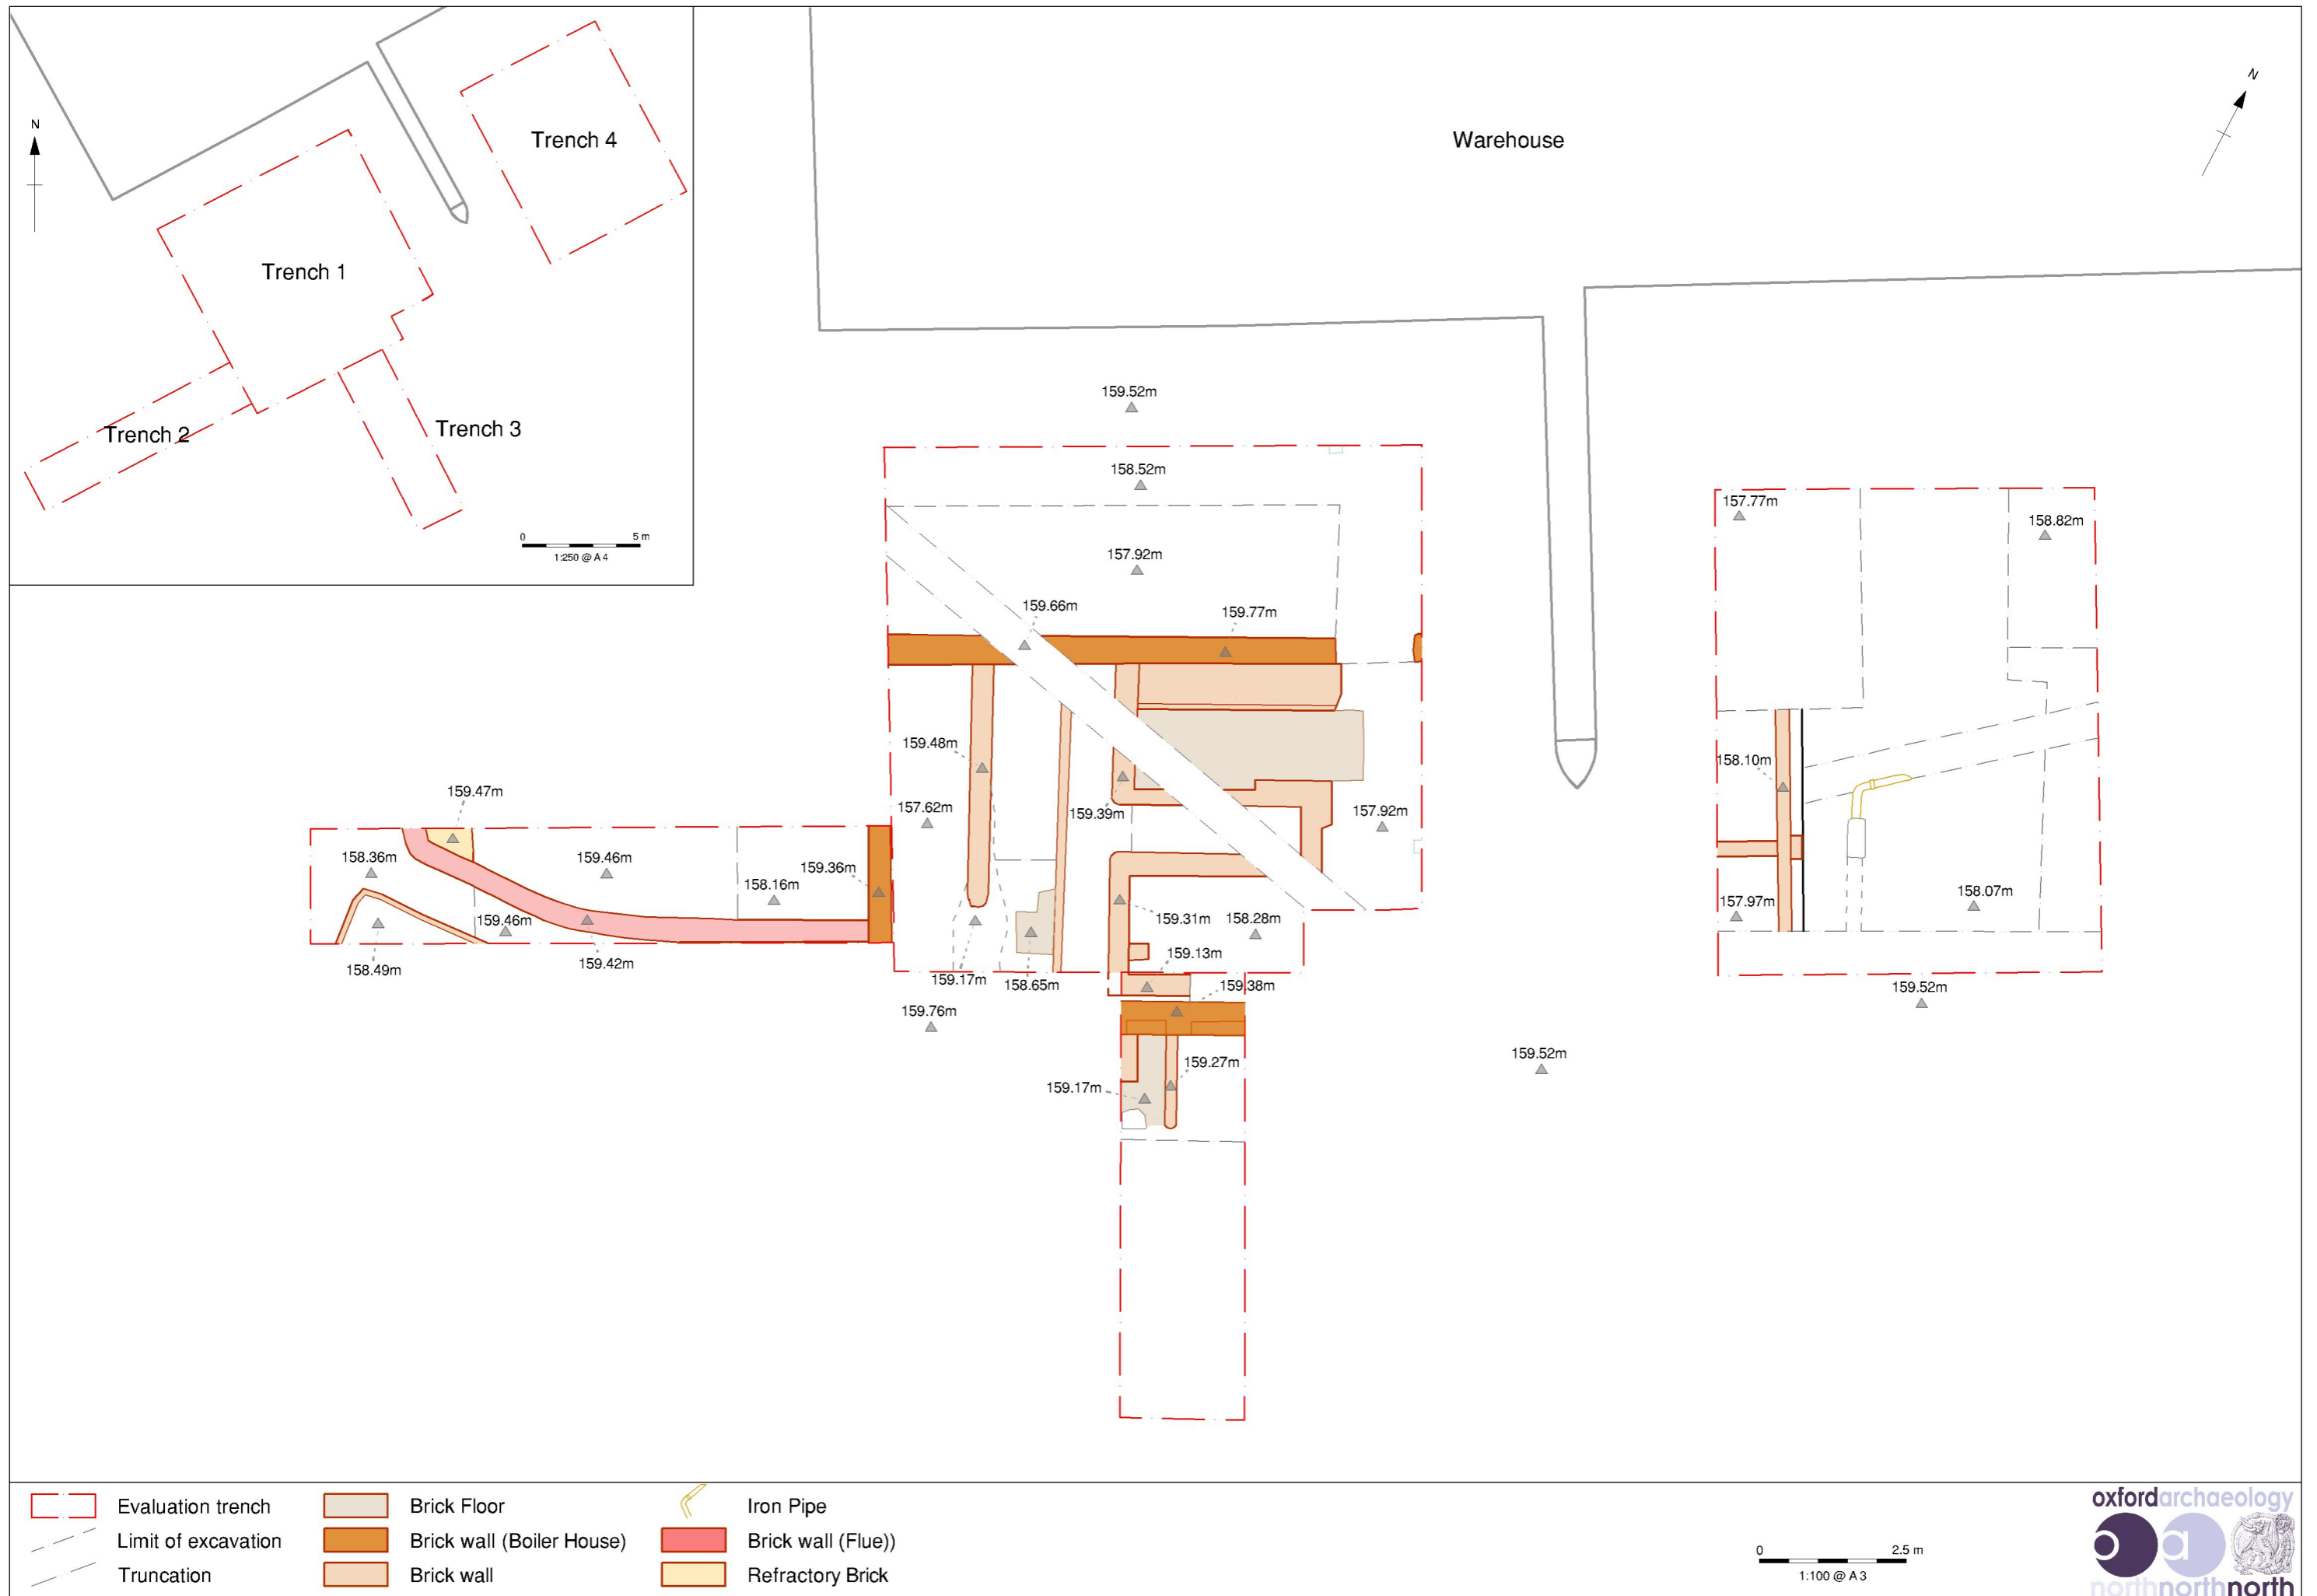 N
Trench 4
Trench 1
Trench 2
Trench 3
0 5 m
1:250 @ A4
Warehouse
N
159.52m
158.52m
157.92m
159.66m
159.77m
159.48m
157.62m
159.39m
157.92m
159.47m
158.36m
159.46m
159.36m
158.16m
159.46m
158.49m
159.42m
159.31m
158.28m
159.13m
159.17m
158.65m
159.38m
159.76m
159.27m
159.17m
159.52m
157.77m
158.82m
158.10m
157.97m
158.07m
159.52m
Evaluation trench
Limit of excavation
Truncation
Brick Floor
Brick wall (Boiler House)
Brick wall
Iron Pipe
Brick wall (Flue))
Refractory Brick
0 2.5 m
1:100 @ A3
oxfordarchaeology
oa
northnorthnorth